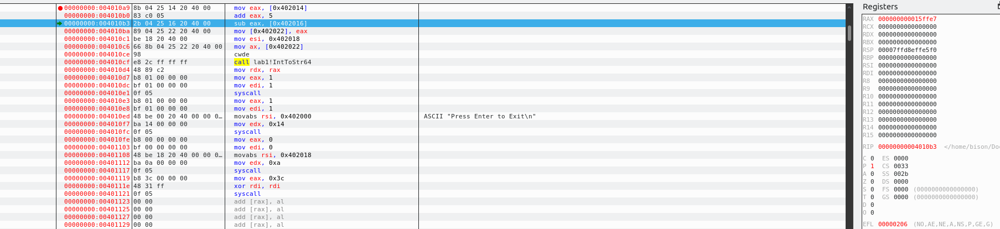 Registers
00000000:004010a9 8b 04 25 14 20 40 00 mov eax, [0x402014]
00000000:004010b0 83 c0 05 add eax, 5
00000000:004010b3 2b 04 25 16 20 40 00 sub eax, [0x402016]
00000000:004010ba 89 04 25 22 20 40 00 mov [0x402022], eax
00000000:004010c1 be 18 20 40 00 mov esi, 0x402018
00000000:004010c6 66 8b 04 25 22 20 40 00 mov ax, [0x402022]
00000000:004010ce 98 cwde
00000000:004010cf e8 2c ff ff ff call lab1!IntToStr64
00000000:004010d4 48 89 c2 mov rdx, rax
00000000:004010d7 b8 01 00 00 00 mov eax, 1
00000000:004010dc bf 01 00 00 00 mov edi, 1
00000000:004010e1 0f 05 syscall
00000000:004010e3 b8 01 00 00 00 mov eax, 1
00000000:004010e8 bf 01 00 00 00 mov edi, 1
00000000:004010ed 48 be 00 20 40 00 00 0… movabs rsi, 0x402000 ASCII "Press Enter to Exit\n"
00000000:004010f7 ba 14 00 00 00 mov edx, 0x14
00000000:004010fc 0f 05 syscall
00000000:004010fe b8 00 00 00 00 mov eax, 0
00000000:00401103 bf 00 00 00 00 mov edi, 0
00000000:00401108 48 be 18 20 40 00 00 0… movabs rsi, 0x402018
00000000:00401112 ba 0a 00 00 00 mov edx, 0xa
00000000:00401117 0f 05 syscall
00000000:00401119 b8 3c 00 00 00 mov eax, 0x3c
00000000:0040111e 48 31 ff xor rdi, rdi
00000000:00401121 0f 05 syscall
00000000:00401123 00 00 add [rax], al
00000000:00401125 00 00 add [rax], al
00000000:00401127 00 00 add [rax], al
00000000:00401129 00 00 add [rax], al
RAX 000000000015ffe7
RCX 0000000000000000
RDX 0000000000000000
RBX 0000000000000000
RSP 00007ffd8effe5f0
RBP 0000000000000000
RSI 0000000000000000
RDI 0000000000000000
R8 0000000000000000
R9 0000000000000000
R10 0000000000000000
R11 0000000000000000
R12 0000000000000000
R13 0000000000000000
R14 0000000000000000
R15 0000000000000000
RIP 00000000004010b3 </home/bison/Do
C 0 ES 0000
P 1 CS 0033
A 0 SS 002b
Z 0 DS 0000
S 0 FS 0000 (0000000000000000)
T 0 GS 0000 (0000000000000000)
D 0
O 0
EFL 00000206 (NO,AE,NE,A,NS,P,GE,G)